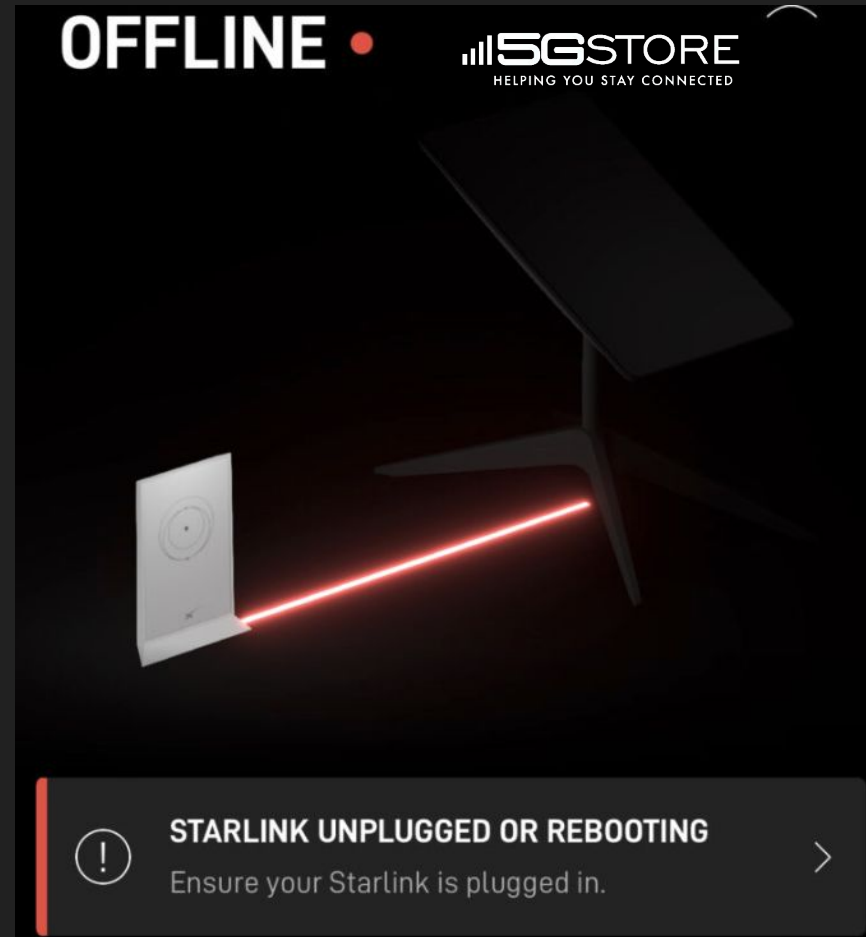 OFFLINE
5GSTORE
HELPING YOU STAY CONNECTED
STARLINK UNPLUGGED OR REBOOTING
Ensure your Starlink is plugged in.